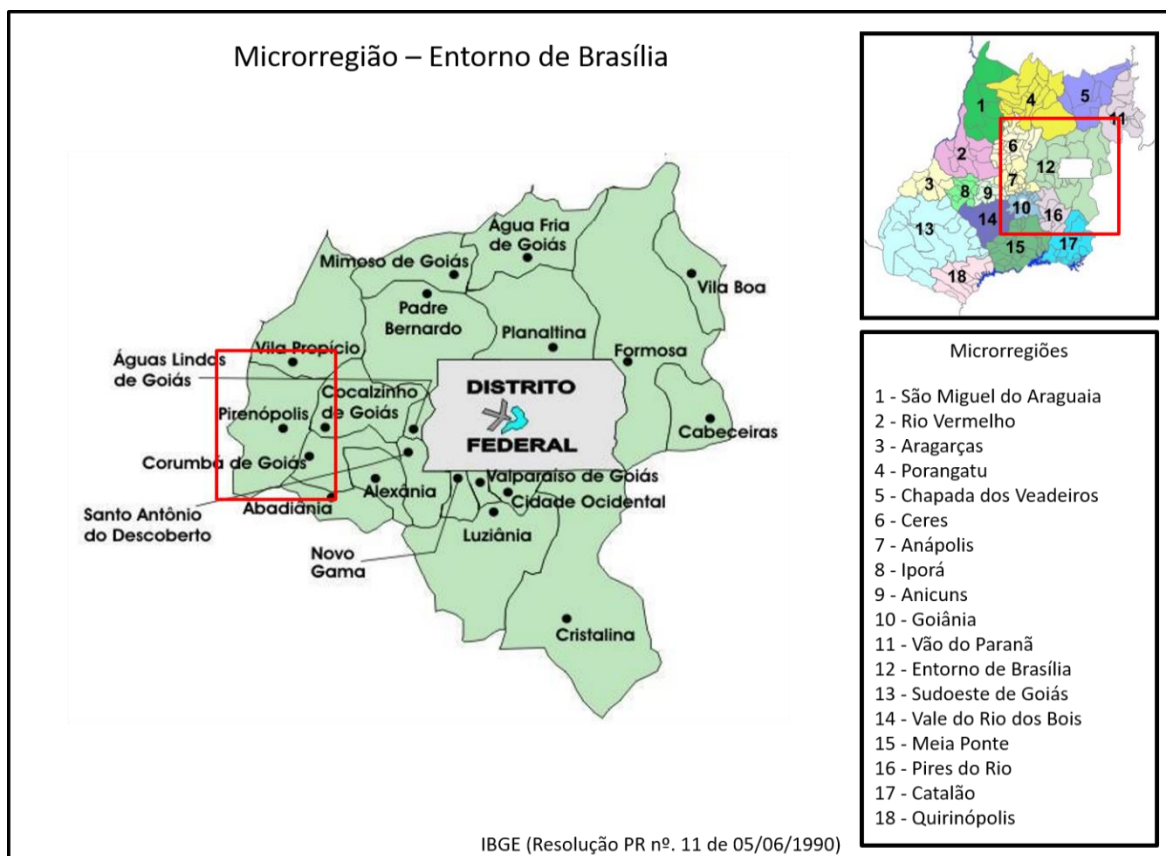 Microrregião – Entorno de Brasília
Água Fria
de Goiás
Mimoso de Goiás
Vila Boa
Padre
Bernardo
Planaltina
Formosa
Vila Propício
Águas Lindas
de Goiás
Cocalzinho
de Goiás
DISTRITO
FEDERAL
Pirenópolis
Cabeceiras
Corumbá de Goiás
Valparaíso de Goiás
Alexânia
Cidade Ocidental
Abadiânia
Santo Antônio
do Descoberto
Luziânia
Novo
Gama
Cristalina
IBGE (Resolução PR nº. 11 de 05/06/1990)
1
4
5
11
6
2
12
3
7
8
9
10
16
14
13
15
17
18
Microrregiões
1 - São Miguel do Araguaia
2 - Rio Vermelho
3 - Aragarças
4 - Porangatu
5 - Chapada dos Veadeiros
6 - Ceres
7 - Anápolis
8 - Iporá
9 - Anicuns
10 - Goiânia
11 - Vão do Paranã
12 - Entorno de Brasília
13 - Sudoeste de Goiás
14 - Vale do Rio dos Bois
15 - Meia Ponte
16 - Pires do Rio
17 - Catalão
18 - Quirinópolis